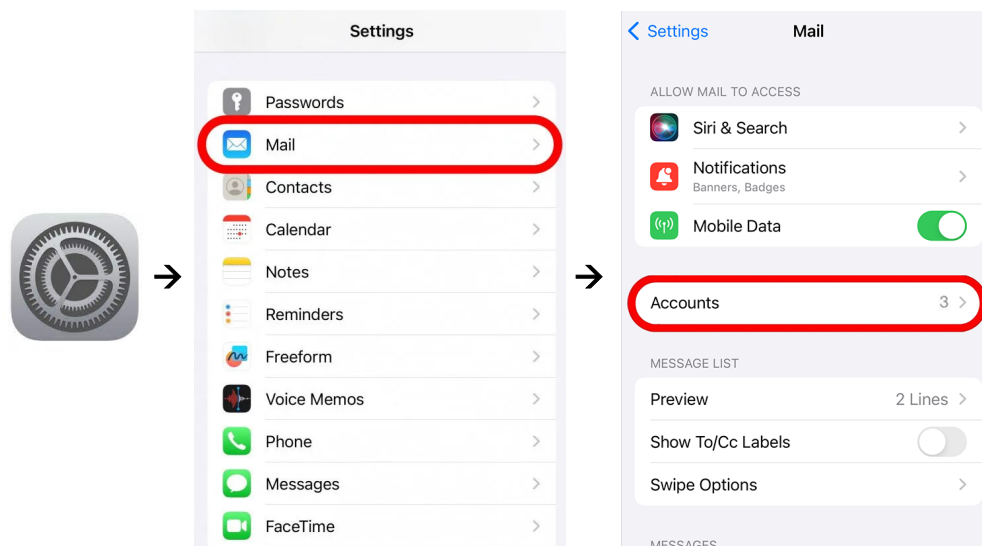 Settings
Passwords
Mail
Contacts
Calendar
Notes
Reminders
Freeform
Voice Memos
Phone
Messages
FaceTime
Settings Mail
ALLOW MAIL TO ACCESS
Siri & Search
Notifications
Banners, Badges
Mobile Data
Accounts 3
MESSAGE LIST
Preview 2 Lines
Show To/Cc Labels
Swipe Options
MESSAGES